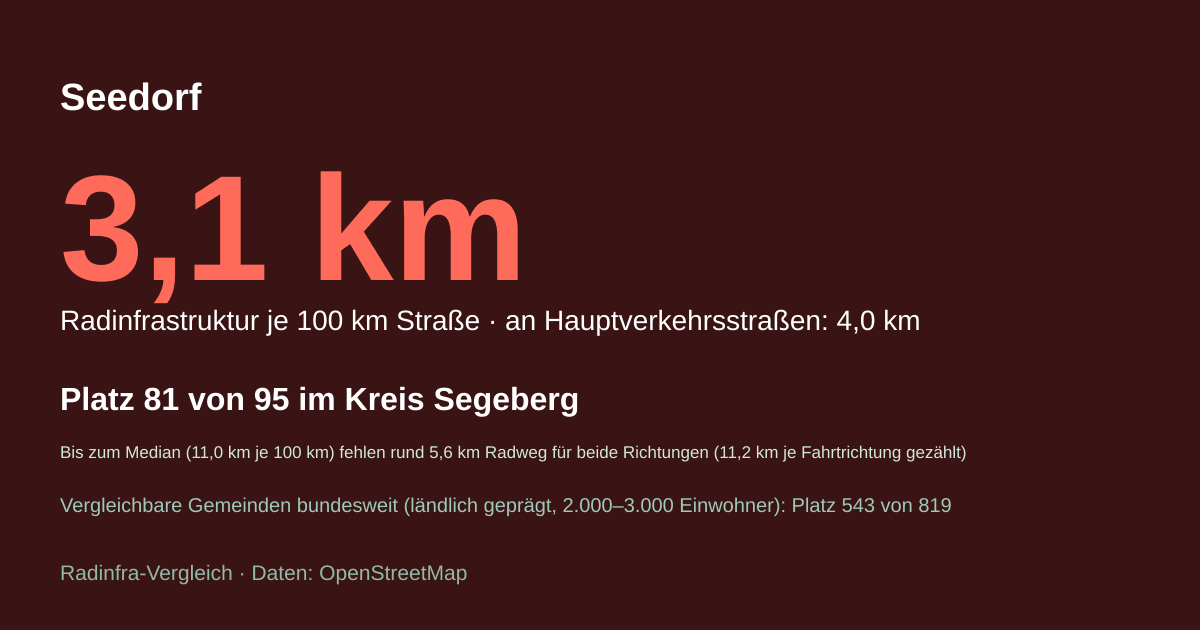 Seedorf
3,1 km
Radinfrastruktur je 100 km Straße · an Hauptverkehrsstraßen: 4,0 km
Platz 81 von 95 im Kreis Segeberg
Bis zum Median (11,0 km je 100 km) fehlen rund 5,6 km Radweg für beide Richtungen (11,2 km je Fahrtrichtung gezählt)
Vergleichbare Gemeinden bundesweit (ländlich geprägt, 2.000–3.000 Einwohner): Platz 543 von 819
Radinfra-Vergleich · Daten: OpenStreetMap